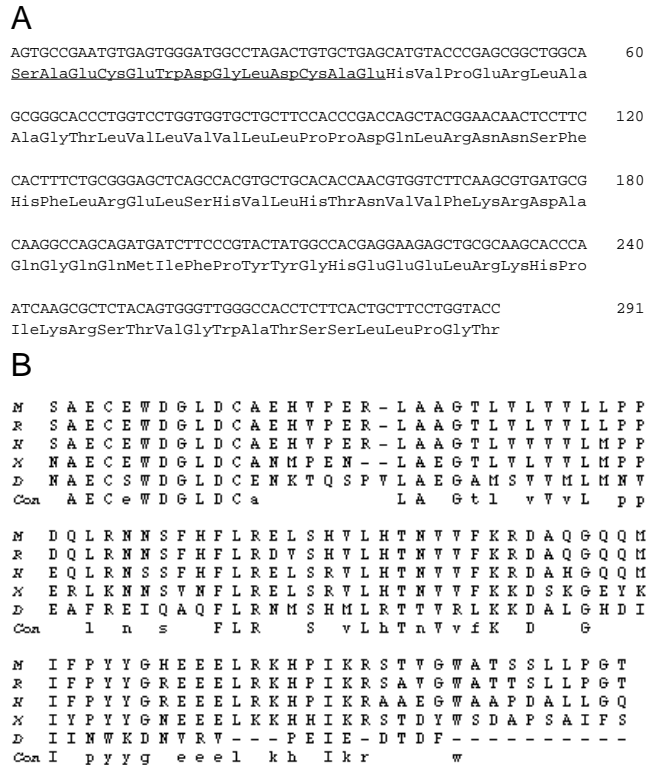 A
AGTGCCGAATGTGAGTGGGATGGCCTAGACTGTGCTGAGCATGTACCCGAGCGGCTGGCA 60
SerAlaGluCysGluTrpAspGlyLeuAspCysAlaGluHisValProGluArgLeuAla
GCGGGCACCCTGGTCCTGGTGGTGCTGCTTCCACCCGACCAGCTACGGAACAACTCCTTC 120
AlaGlyThrLeuValLeuValValLeuLeuProProAspGlnLeuArgAsnAsnSerPhe
CACTTTCTGCGGGAGCTCAGCCACGTGCTGCACACCAACGTGGTCTTCAAGCGTGATGCG 180
HisPheLeuArgGluLeuSerHisValLeuHisThrAsnValValPheLysArgAspAla
CAAGGCCAGCAGATGATCTTCCCGTACTATGGCCACGAGGAAGAGCTGCGCAAGCACCCA 240
GlnGlyGlnGlnMetIlePheProTyrTyrGlyHisGluGluGluLeuArgLysHisPro
ATCAAGCGCTCTACAGTGGGTTGGGCCACCTCTTCACTGCTTCCTGGTACC 291
IleLysArgSerThrValGlyTrpAlaThrSerSerLeuLeuProGlyThr
B
M S A E C E W D G L D C A E H V P E R - L A A G T L V L V V L L P P
R S A E C E W D G L D C A E H V P E R - L A A G T L V L V V L L P P
H S A E C E W D G L D C A E H V P E R - L A A G T L V V V V L M P P
X N A E C S W D G L D C A N M P E N - - L A E G T L V L V V L M P P
D N A E C E W D G L D C E N K T Q S P V L A E G A M S V V M L M N V
Con A E C e W D G L D C a L A G t l v V v L p p
M D Q L R N N S F H F L R E L S H V L H T N V V F K R D A Q G Q Q M
R D Q L R N N S F H F L R D V S H V L H T N V V F K R D A Q G Q Q M
H E Q L R N S S F H F L R E L S R V L H T N V V F K R D A H G Q Q M
X E R L K N N S V N F L R E L S R V L H T N V V F K K D S K G E Y K
D E A F R E I Q A Q F L R N M S H M L R T T V R L K K D A L G H D I
Con l n s F L R S v L h T n V v f K D G
M I F P Y Y G H E E E L R K H P I K R S T V G W A T S S L L P G T
R I F P Y Y G R E E E L R K H P I K R S A V G W A T T S L L P G T
H I F P Y Y G R E E E L R K H P I K R A A E G W A A P D A L L G Q
X I Y P Y Y G N E E E L K K H H I K R S T D Y W S D A P S A I F S
D I I N W K D N V R V - - - P E I E - D T D F - - - - - - - - - -
Con I p y y g e e e l k h I k r w